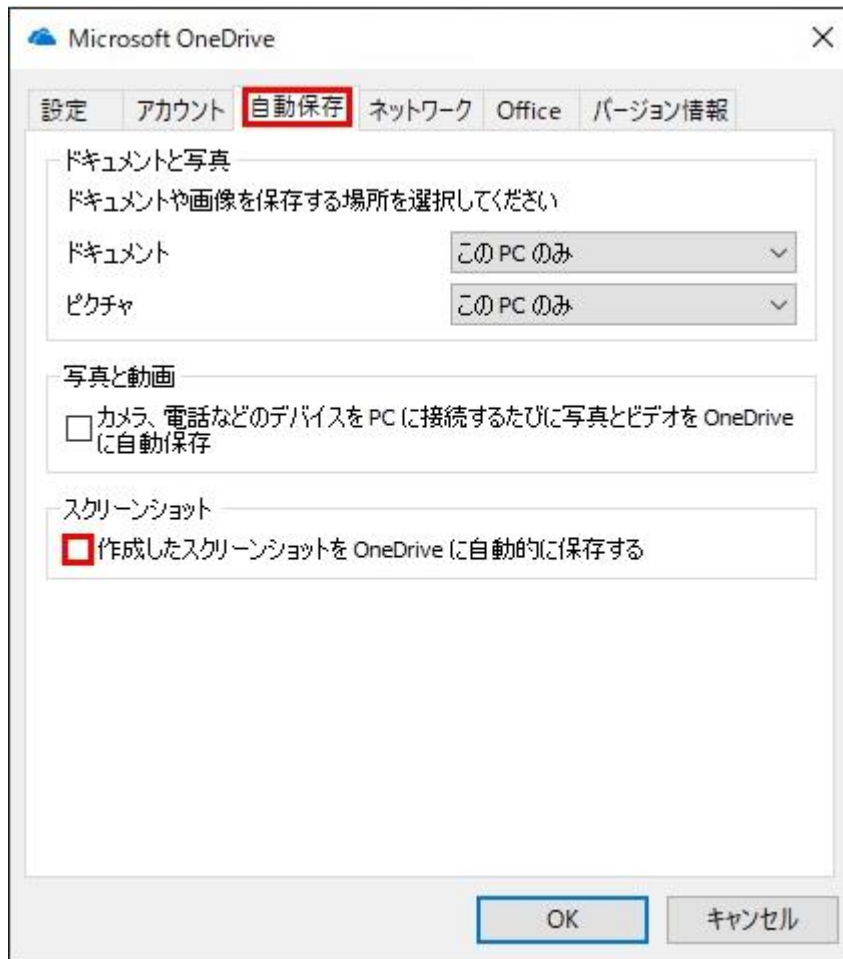 Microsoft OneDrive
設定 アカウント 自動保存 ネットワーク Office バージョン情報
ドキュメントと写真
ドキュメントや画像を保存する場所を選択してください
ドキュメント このPCのみ
ピクチャ このPCのみ
写真と動画
カメラ、電話などのデバイスをPCに接続するたびに写真とビデオをOneDrive
に自動保存
スクリーンショット
作成したスクリーンショットをOneDriveに自動的に保存する
OK キャンセル